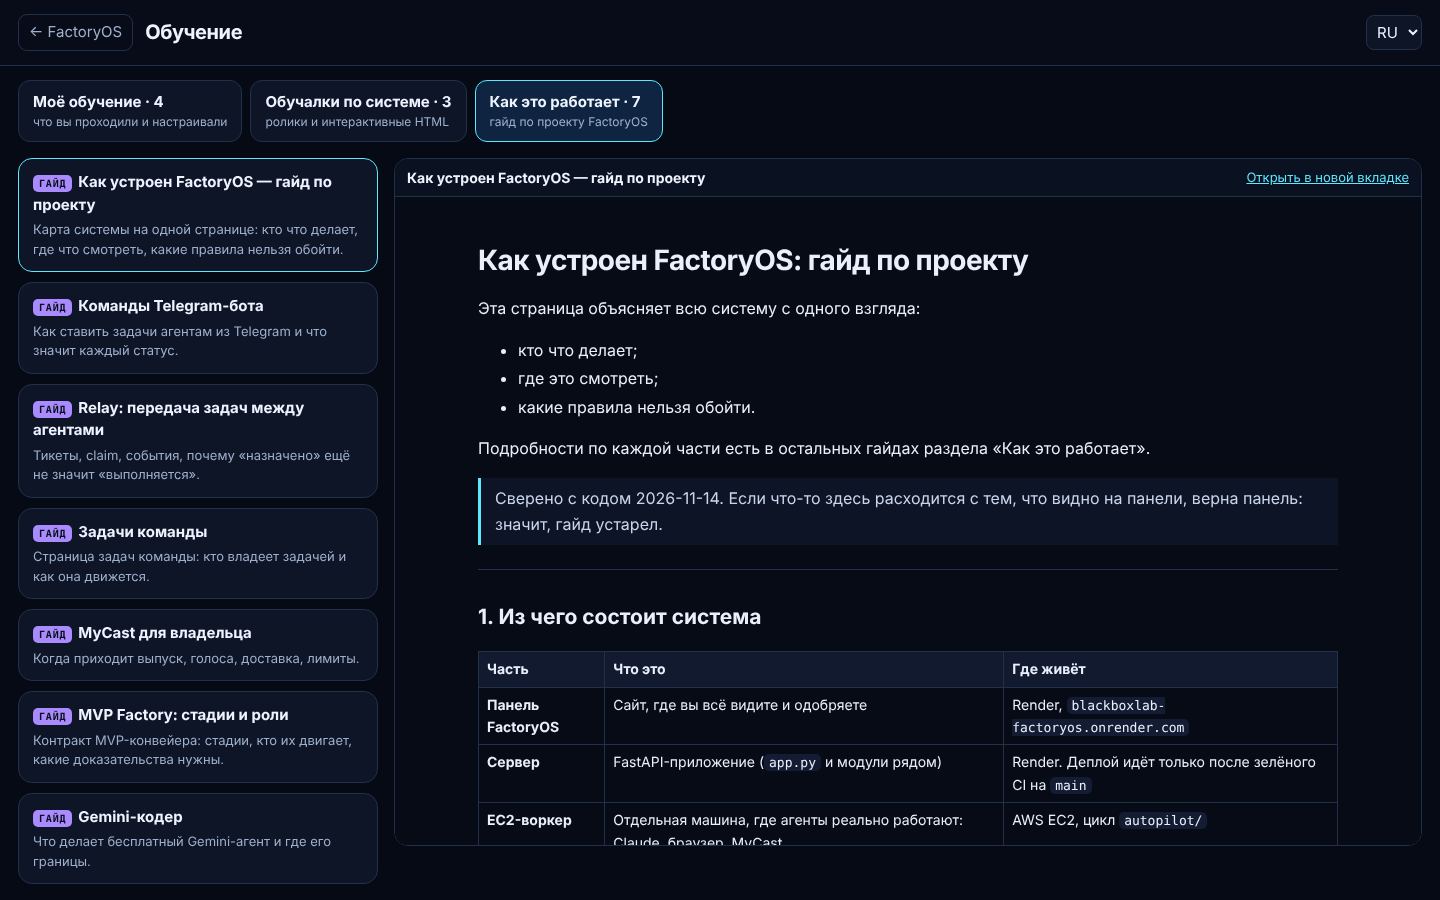 ← FactoryOS
Обучение
RU
Моё обучение · 4
что вы проходили и настраивали
Обучалки по системе · 3
ролики и интерактивные HTML
Как это работает · 7
гайд по проекту FactoryOS
ГАЙД Как устроен FactoryOS — гайд по
проекту
Карта системы на одной странице: кто что делает,
где что смотреть, какие правила нельзя обойти.
ГАЙД Команды Telegram-бота
Как ставить задачи агентам из Telegram и что
значит каждый статус.
ГАЙД Relay: передача задач между
агентами
Тикеты, claim, события, почему «назначено» ещё
не значит «выполняется».
ГАЙД Задачи команды
Страница задач команды: кто владеет задачей и
как она движется.
ГАЙД MyCast для владельца
Когда приходит выпуск, голоса, доставка, лимиты.
ГАЙД MVP Factory: стадии и роли
Контракт MVP-конвейера: стадии, кто их двигает,
какие доказательства нужны.
ГАЙД Gemini-кодер
Что делает бесплатный Gemini-агент и где его
границы.
Как устроен FactoryOS — гайд по проекту
Открыть в новой вкладке
Как устроен FactoryOS: гайд по проекту
Эта страница объясняет всю систему с одного взгляда:
• кто что делает;
• где это смотреть;
• какие правила нельзя обойти.
Подробности по каждой части есть в остальных гайдах раздела «Как это работает».
Сверено с кодом 2026-11-14. Если что-то здесь расходится с тем, что видно на панели, верна панель:
значит, гайд устарел.
1. Из чего состоит система
Часть
Что это
Где живёт
Панель
FactoryOS
Сайт, где вы всё видите и одобряете
Render, blackboxlab-
factoryos.onrender.com
Сервер
FastAPI-приложение (app.py и модули рядом)
Render. Деплой идёт только после зелёного
CI на main
EC2-воркер
Отдельная машина, где агенты реально работают:
Claude, браузер, MyCast
AWS EC2, цикл autopilot/